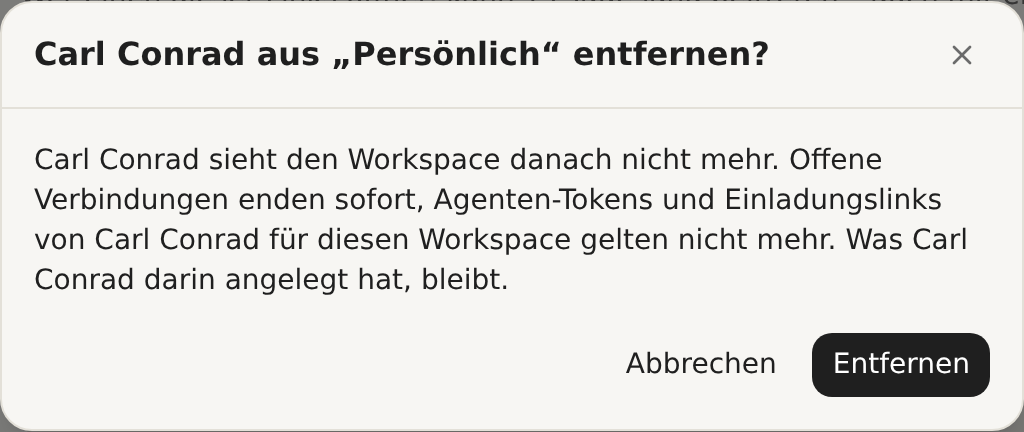 Carl Conrad aus „Persönlich“ entfernen?
Carl Conrad sieht den Workspace danach nicht mehr. Offene
Verbindungen enden sofort, Agenten-Tokens und Einladungslinks
von Carl Conrad für diesen Workspace gelten nicht mehr. Was Carl
Conrad darin angelegt hat, bleibt.
Abbrechen
Entfernen